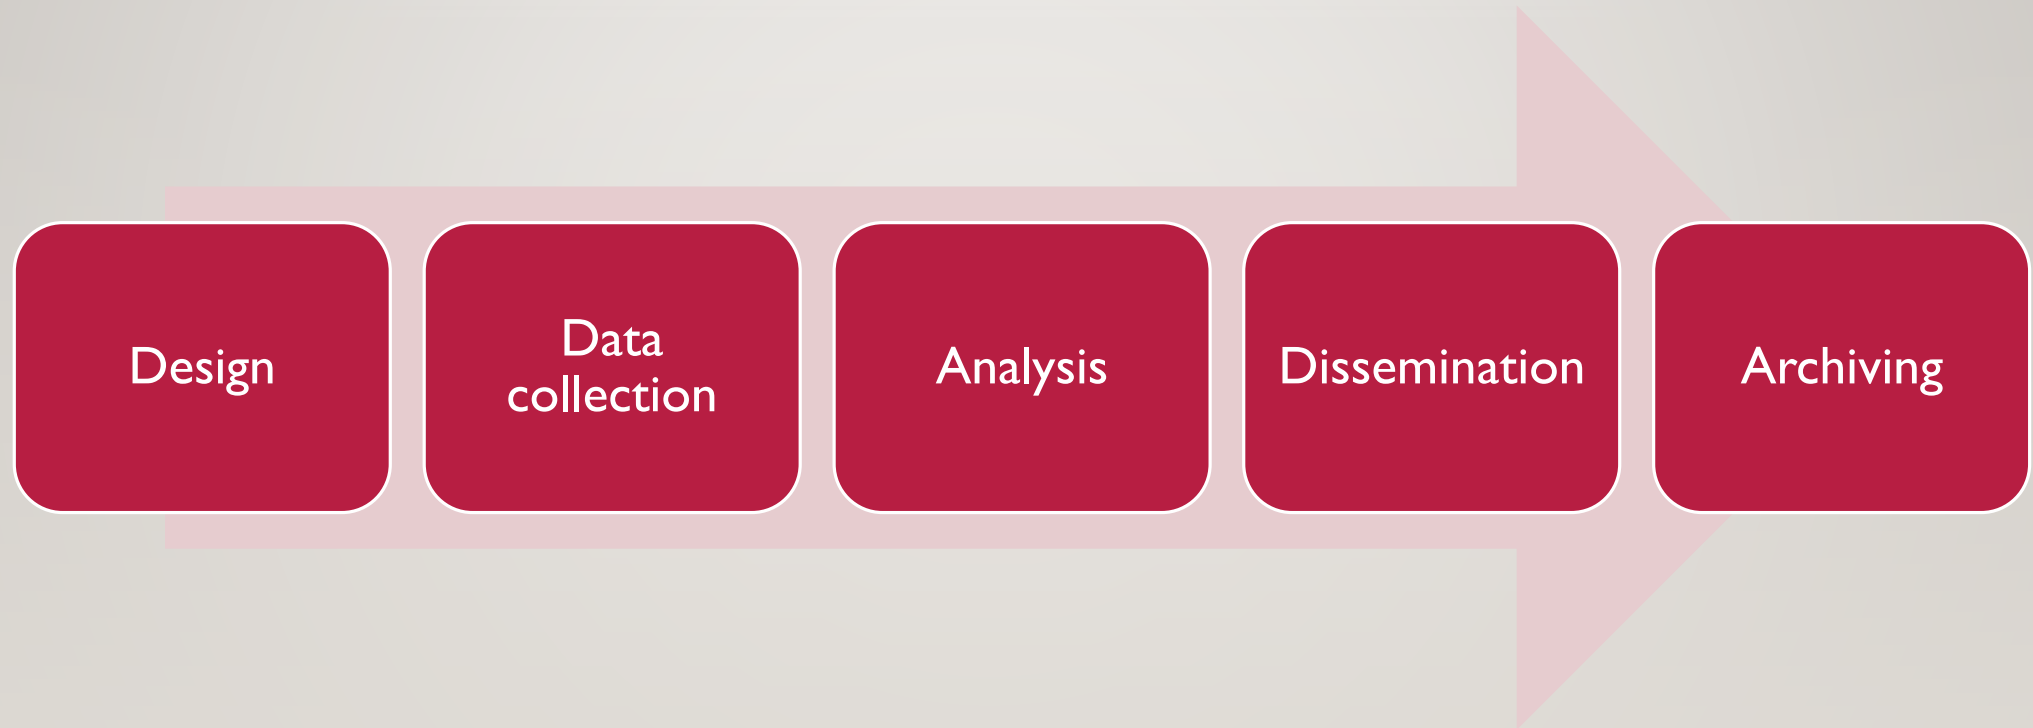 Design
Data
collection
Analysis
Dissemination
Archiving